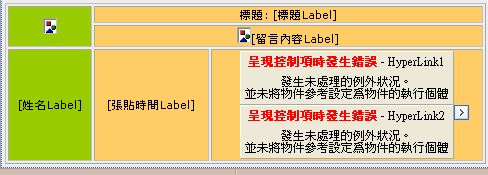 標題: [標題Label]
[留言內容Label]
[姓名Label]
[張貼時間Label]
呈現控制項時發生錯誤 - HyperLink1
發生未處理的例外狀況。
並未將物件參考設定為物件的執行個體
呈現控制項時發生錯誤 - HyperLink2
發生未處理的例外狀況。
並未將物件參考設定為物件的執行個體